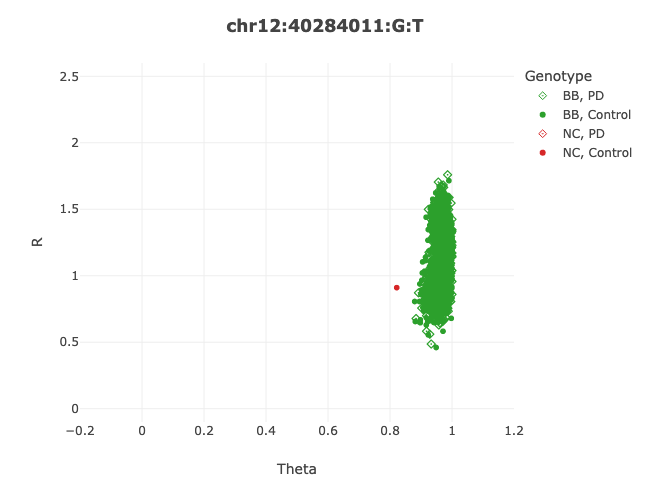 chr12:40284011:G:T
Genotype
BB, PD
BB, Control
NC, PD
NC, Control
2.5
2
1.5
1
0.5
0
R
−0.2 0 0.2 0.4 0.6 0.8 1 1.2
Theta